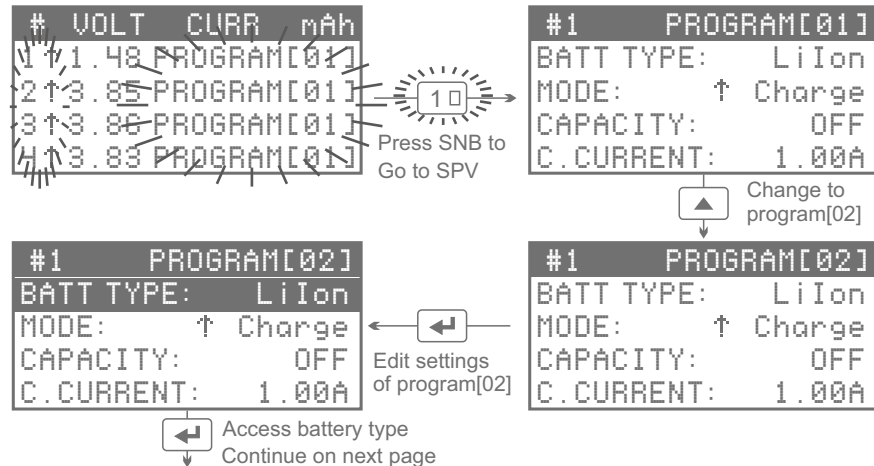 # VOLT CURR mAh
1↑1.48 PROGRAM[01]
2↑3.85 PROGRAM[01]
3↑3.86 PROGRAM[01]
4↑3.83 PROGRAM[01]
1
Press SNB to
Go to SPV
#1 PROGRAM[01]
BATT TYPE: LiIon
MODE: ↑ Charge
CAPACITY: OFF
C.CURRENT: 1.00A
Change to
program[02]
#1 PROGRAM[02]
BATT TYPE: LiIon
MODE: ↑ Charge
CAPACITY: OFF
C.CURRENT: 1.00A
Edit settings
of program[02]
#1 PROGRAM[02]
BATT TYPE: LiIon
MODE: ↑ Charge
CAPACITY: OFF
C.CURRENT: 1.00A
Access battery type
Continue on next page